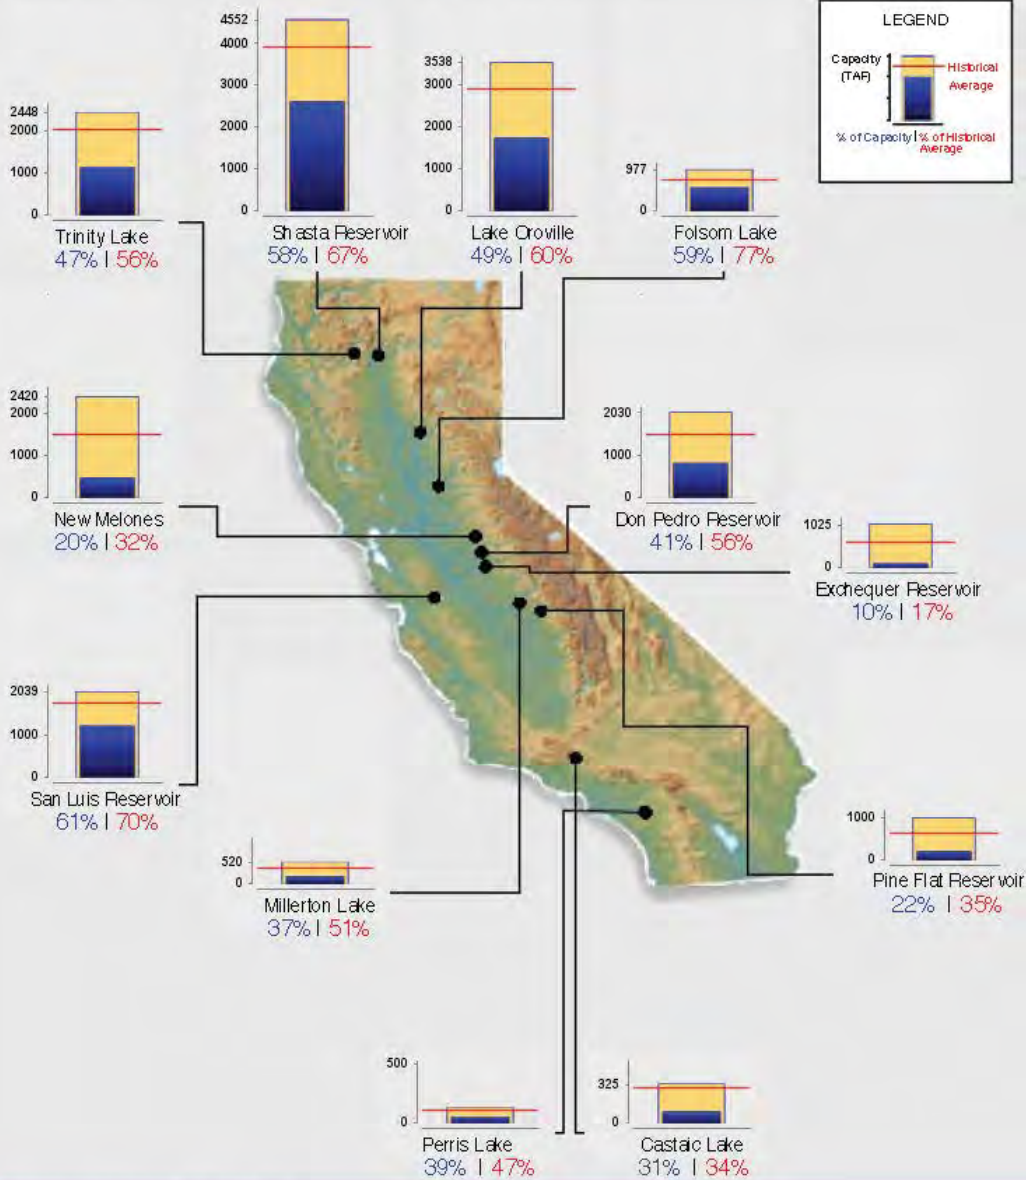 4552
4000
3000
2000
1000
0
Shasta Reservoir
58% | 67%
3538
3000
2000
1000
0
Lake Oroville
49% | 60%
LEGEND
Capacity
(TAF)
Historical
Average
% of Capacity | % of Historical
Average
2448
2000
1000
0
Trinity Lake
47% | 56%
977
0
Folsom Lake
59% | 77%
2420
2000
1000
0
New Melones
20% | 32%
2030
1000
0
Don Pedro Reservoir
41% | 56%
1025
0
Exchequer Reservoir
10% | 17%
2039
1000
0
San Luis Reservoir
61% | 70%
520
0
Millerton Lake
37% | 51%
1000
0
Pine Flat Reservoir
22% | 35%
500
0
Perris Lake
39% | 47%
325
0
Castaic Lake
31% | 34%